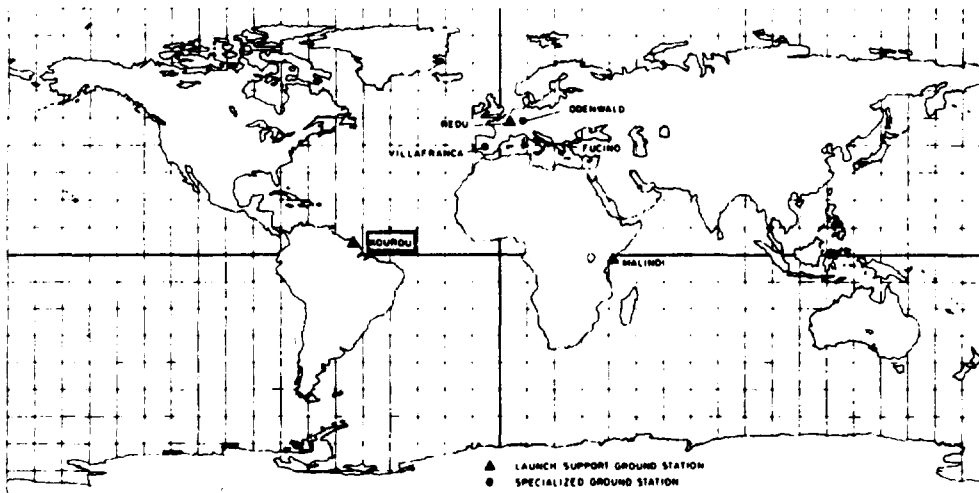 ODENWALD
REDU
VILLAFRANCA
FUCINO
KOUROU
MALINDI
▲ LAUNCH SUPPORT GROUND STATION
● SPECIALIZED GROUND STATION